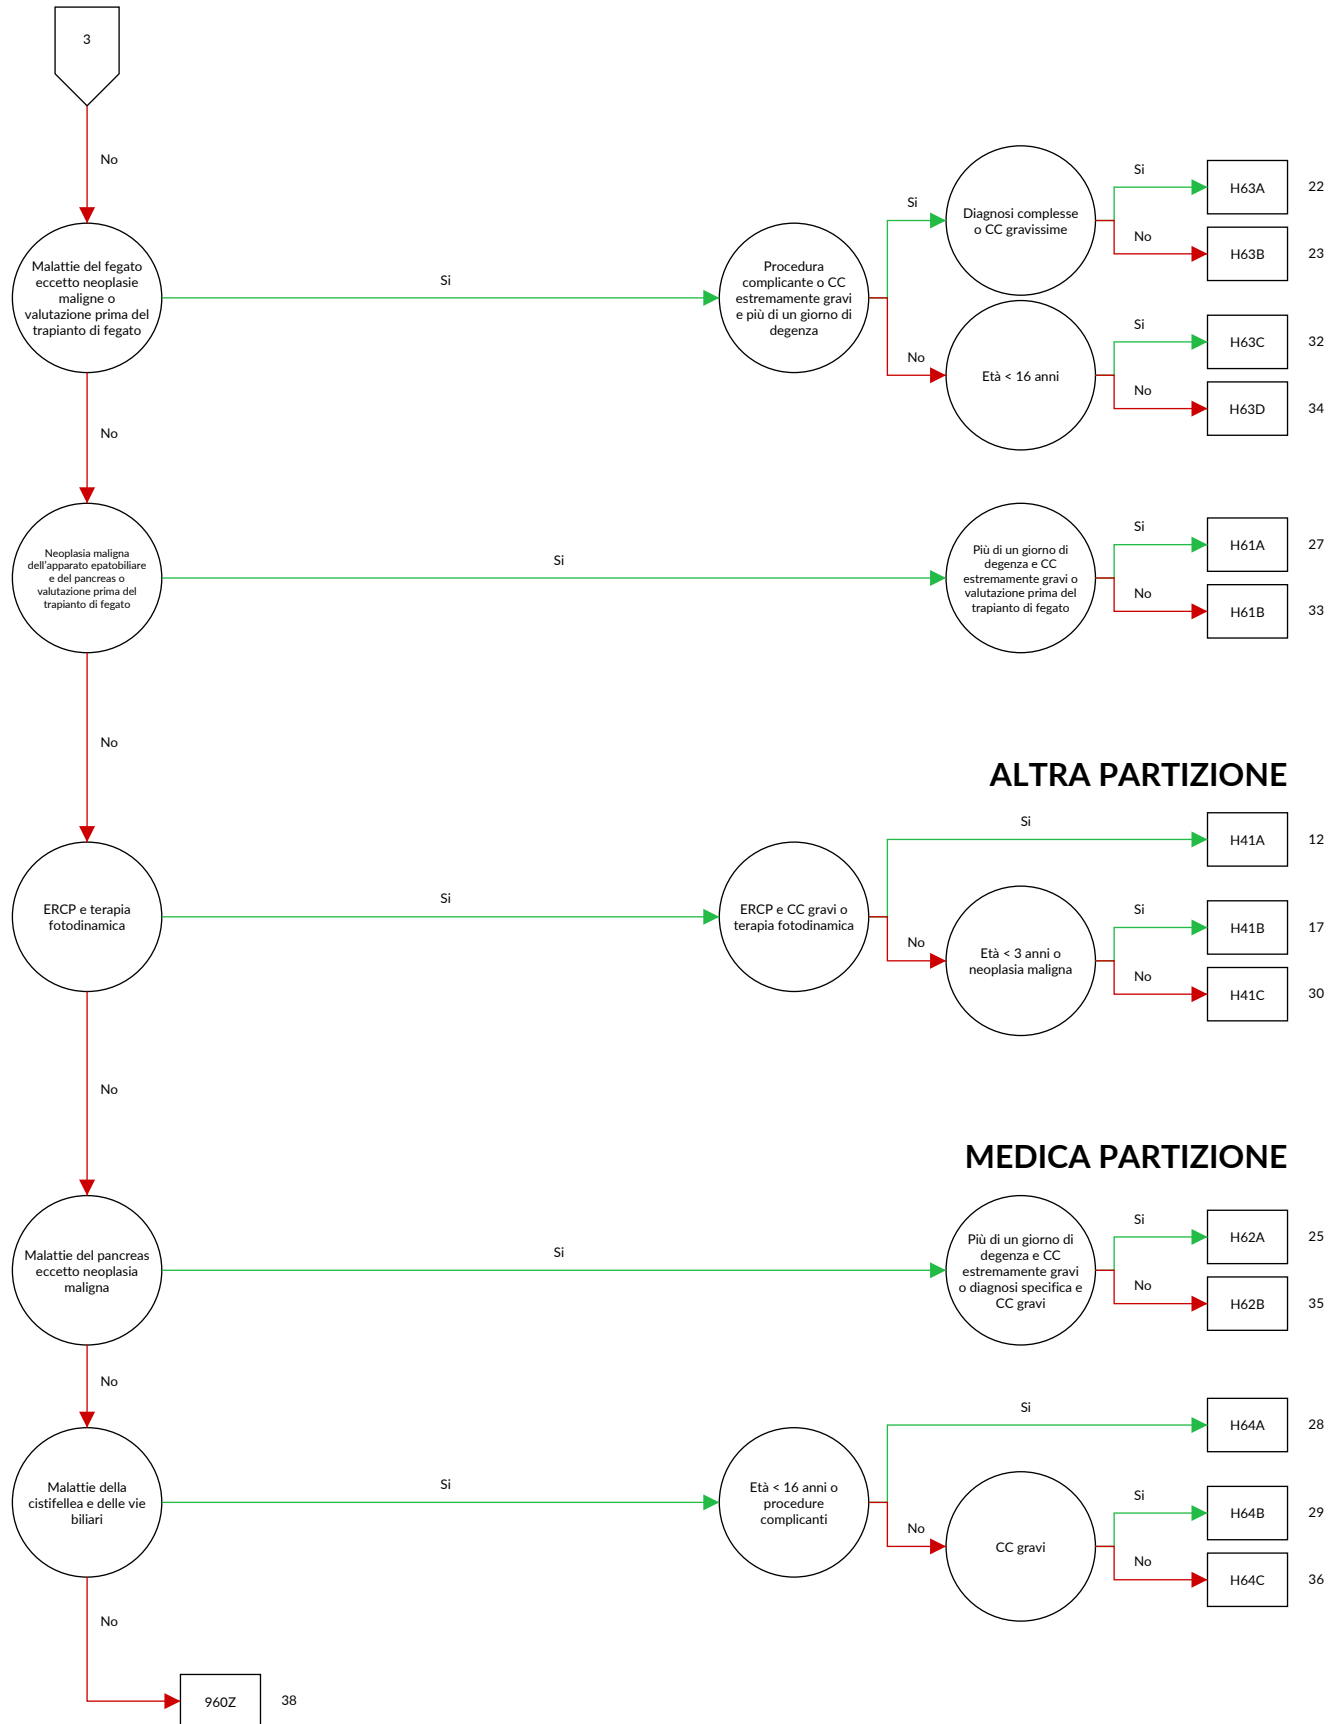 3
No
Malattie del fegato
eccetto neoplasie
maligne o
valutazione prima del
trapianto di fegato
Si
Procedura
complicante o CC
estremamente gravi
e più di un giorno di
degenza
Si
Diagnosi complesse
o CC gravissime
Si
H63A
22
No
H63B
23
No
Età < 16 anni
Si
H63C
32
No
H63D
34
No
Neoplasia maligna
dell'apparato epatobiliare
e del pancreas o
valutazione prima del
trapianto di fegato
Si
Più di un giorno di
degenza e CC
estremamente gravi o
valutazione prima del
trapianto di fegato
Si
H61A
27
No
H61B
33
No
ALTRA PARTIZIONE
ERCP e terapia
fotodinamica
Si
ERCP e CC gravi o
terapia fotodinamica
Si
H41A
12
No
Età < 3 anni o
neoplasia maligna
Si
H41B
17
No
H41C
30
No
MEDICA PARTIZIONE
Malattie del pancreas
eccetto neoplasia
maligna
Si
Più di un giorno di
degenza e CC
estremamente gravi
o diagnosi specifica e
CC gravi
Si
H62A
25
No
H62B
35
No
Malattie della
cistifellea e delle vie
biliari
Si
Età < 16 anni o
procedure
complicanti
Si
H64A
28
No
CC gravi
Si
H64B
29
No
H64C
36
No
960Z
38